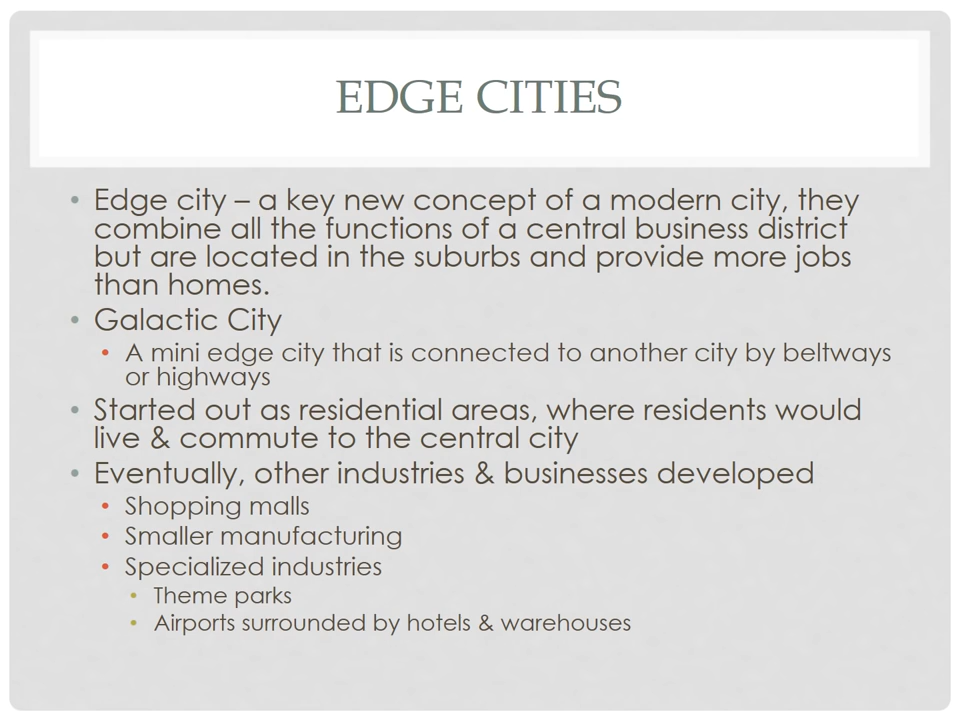 EDGE CITIES
• Edge city – a key new concept of a modern city, they
combine all the functions of a central business district
but are located in the suburbs and provide more jobs
than homes.
• Galactic City
• A mini edge city that is connected to another city by beltways
or highways
• Started out as residential areas, where residents would
live & commute to the central city
• Eventually, other industries & businesses developed
• Shopping malls
• Smaller manufacturing
• Specialized industries
• Theme parks
• Airports surrounded by hotels & warehouses